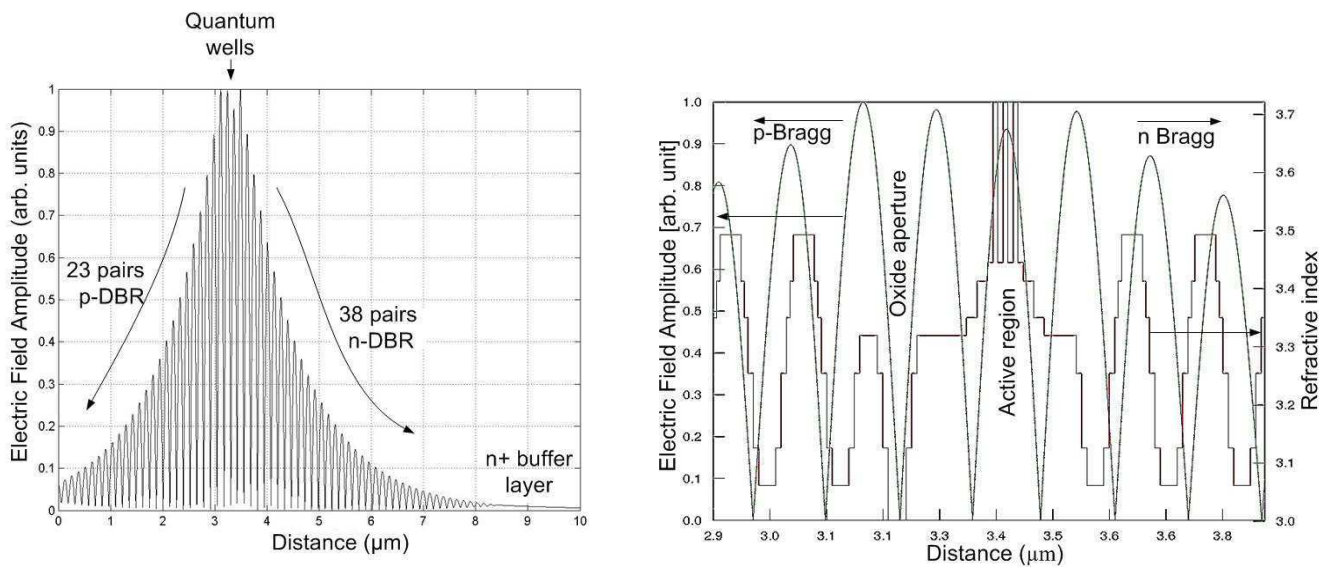 Quantum
wells
Electric Field Amplitude (arb. units)
1
0.9
0.8
0.7
0.6
0.5
0.4
0.3
0.2
0.1
0
23 pairs
p-DBR
38 pairs
n-DBR
n+ buffer
layer
0 1 2 3 4 5 6 7 8 9 10
Distance (µm)
Electric Field Amplitude [arb. unit]
1.0
0.9
0.8
0.7
0.6
0.5
0.4
0.3
0.2
0.1
0.0
p-Bragg
Oxide aperture
Active region
n Bragg
3.7
3.6
3.5
3.4
3.3
3.2
3.1
3.0
Refractive index
2.9 3.0 3.1 3.1 3.3 3.4 3.5 3.6 3.6 3.8
Distance (µm)